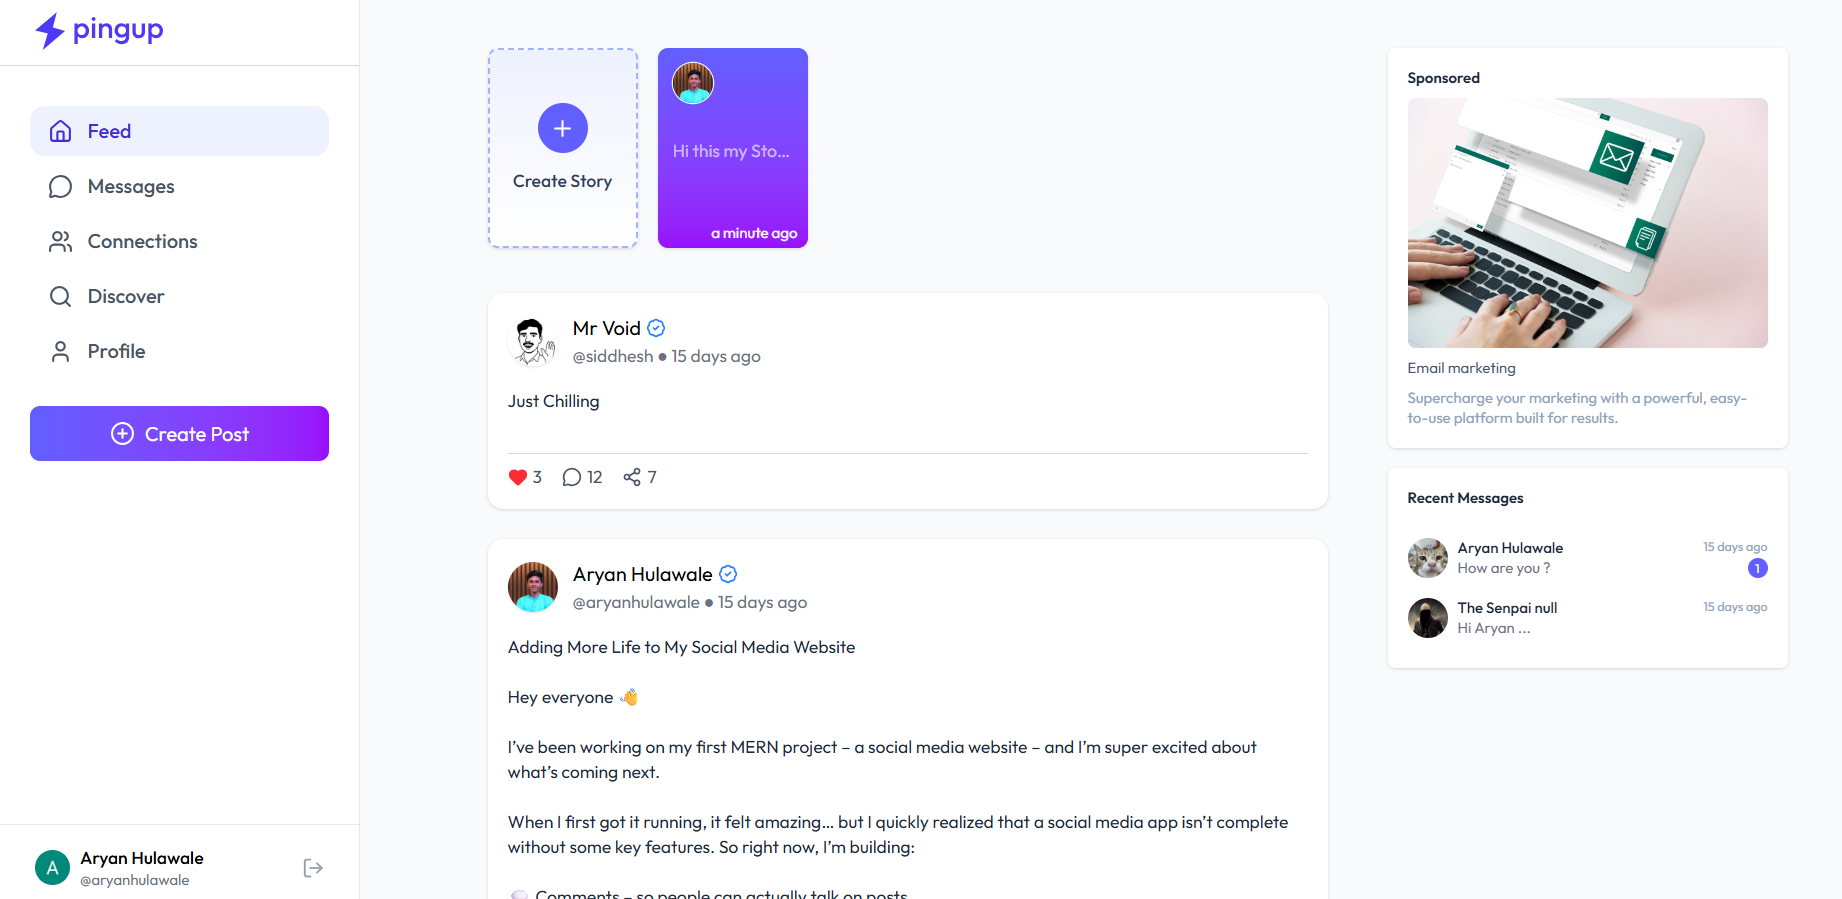 pingup
Feed
Messages
Connections
Discover
Profile
Create Post
Aryan Hulawale
@aryanhulawale
A
Create Story
Hi this my Sto...
a minute ago
Mr Void
@siddhesh ● 15 days ago
Just Chilling
3 12 7
Aryan Hulawale
@aryanhulawale ● 15 days ago
Adding More Life to My Social Media Website
Hey everyone 👋
I’ve been working on my first MERN project – a social media website – and I’m super excited about
what’s coming next.
When I first got it running, it felt amazing… but I quickly realized that a social media app isn’t complete
without some key features. So right now, I’m building:
💬 Comments – so people can actually talk on posts
Sponsored
Email marketing
Supercharge your marketing with a powerful, easy-
to-use platform built for results.
Recent Messages
Aryan Hulawale
15 days ago
How are you ?
1
The Senpai null
15 days ago
Hi Aryan ...